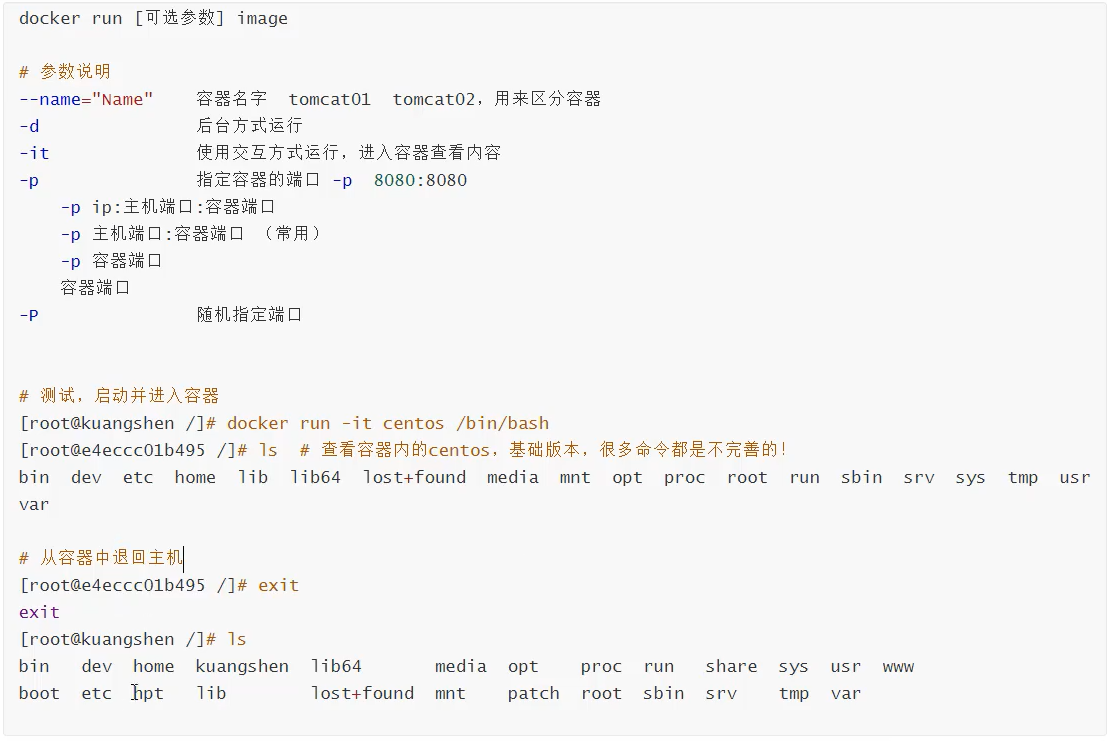 docker run [可选参数] image
# 参数说明
--name="Name" 容器名字 tomcat01 tomcat02，用来区分容器
-d 后台方式运行
-it 使用交互方式运行，进入容器查看内容
-p 指定容器的端口 -p 8080:8080
-p ip:主机端口:容器端口
-p 主机端口:容器端口 （常用）
-p 容器端口
容器端口
-P 随机指定端口
# 测试，启动并进入容器
[root@kuangshen /]# docker run -it centos /bin/bash
[root@e4eccc01b495 /]# ls # 查看容器内的centos，基础版本，很多命令都是不完善的！
bin dev etc home lib lib64 lost+found media mnt opt proc root run sbin srv sys tmp usr
var
# 从容器中退回主机
[root@e4eccc01b495 /]# exit
exit
[root@kuangshen /]# ls
bin dev home kuangshen lib64 media opt proc run share sys usr www
boot etc hpt lib lost+found mnt patch root sbin srv tmp var